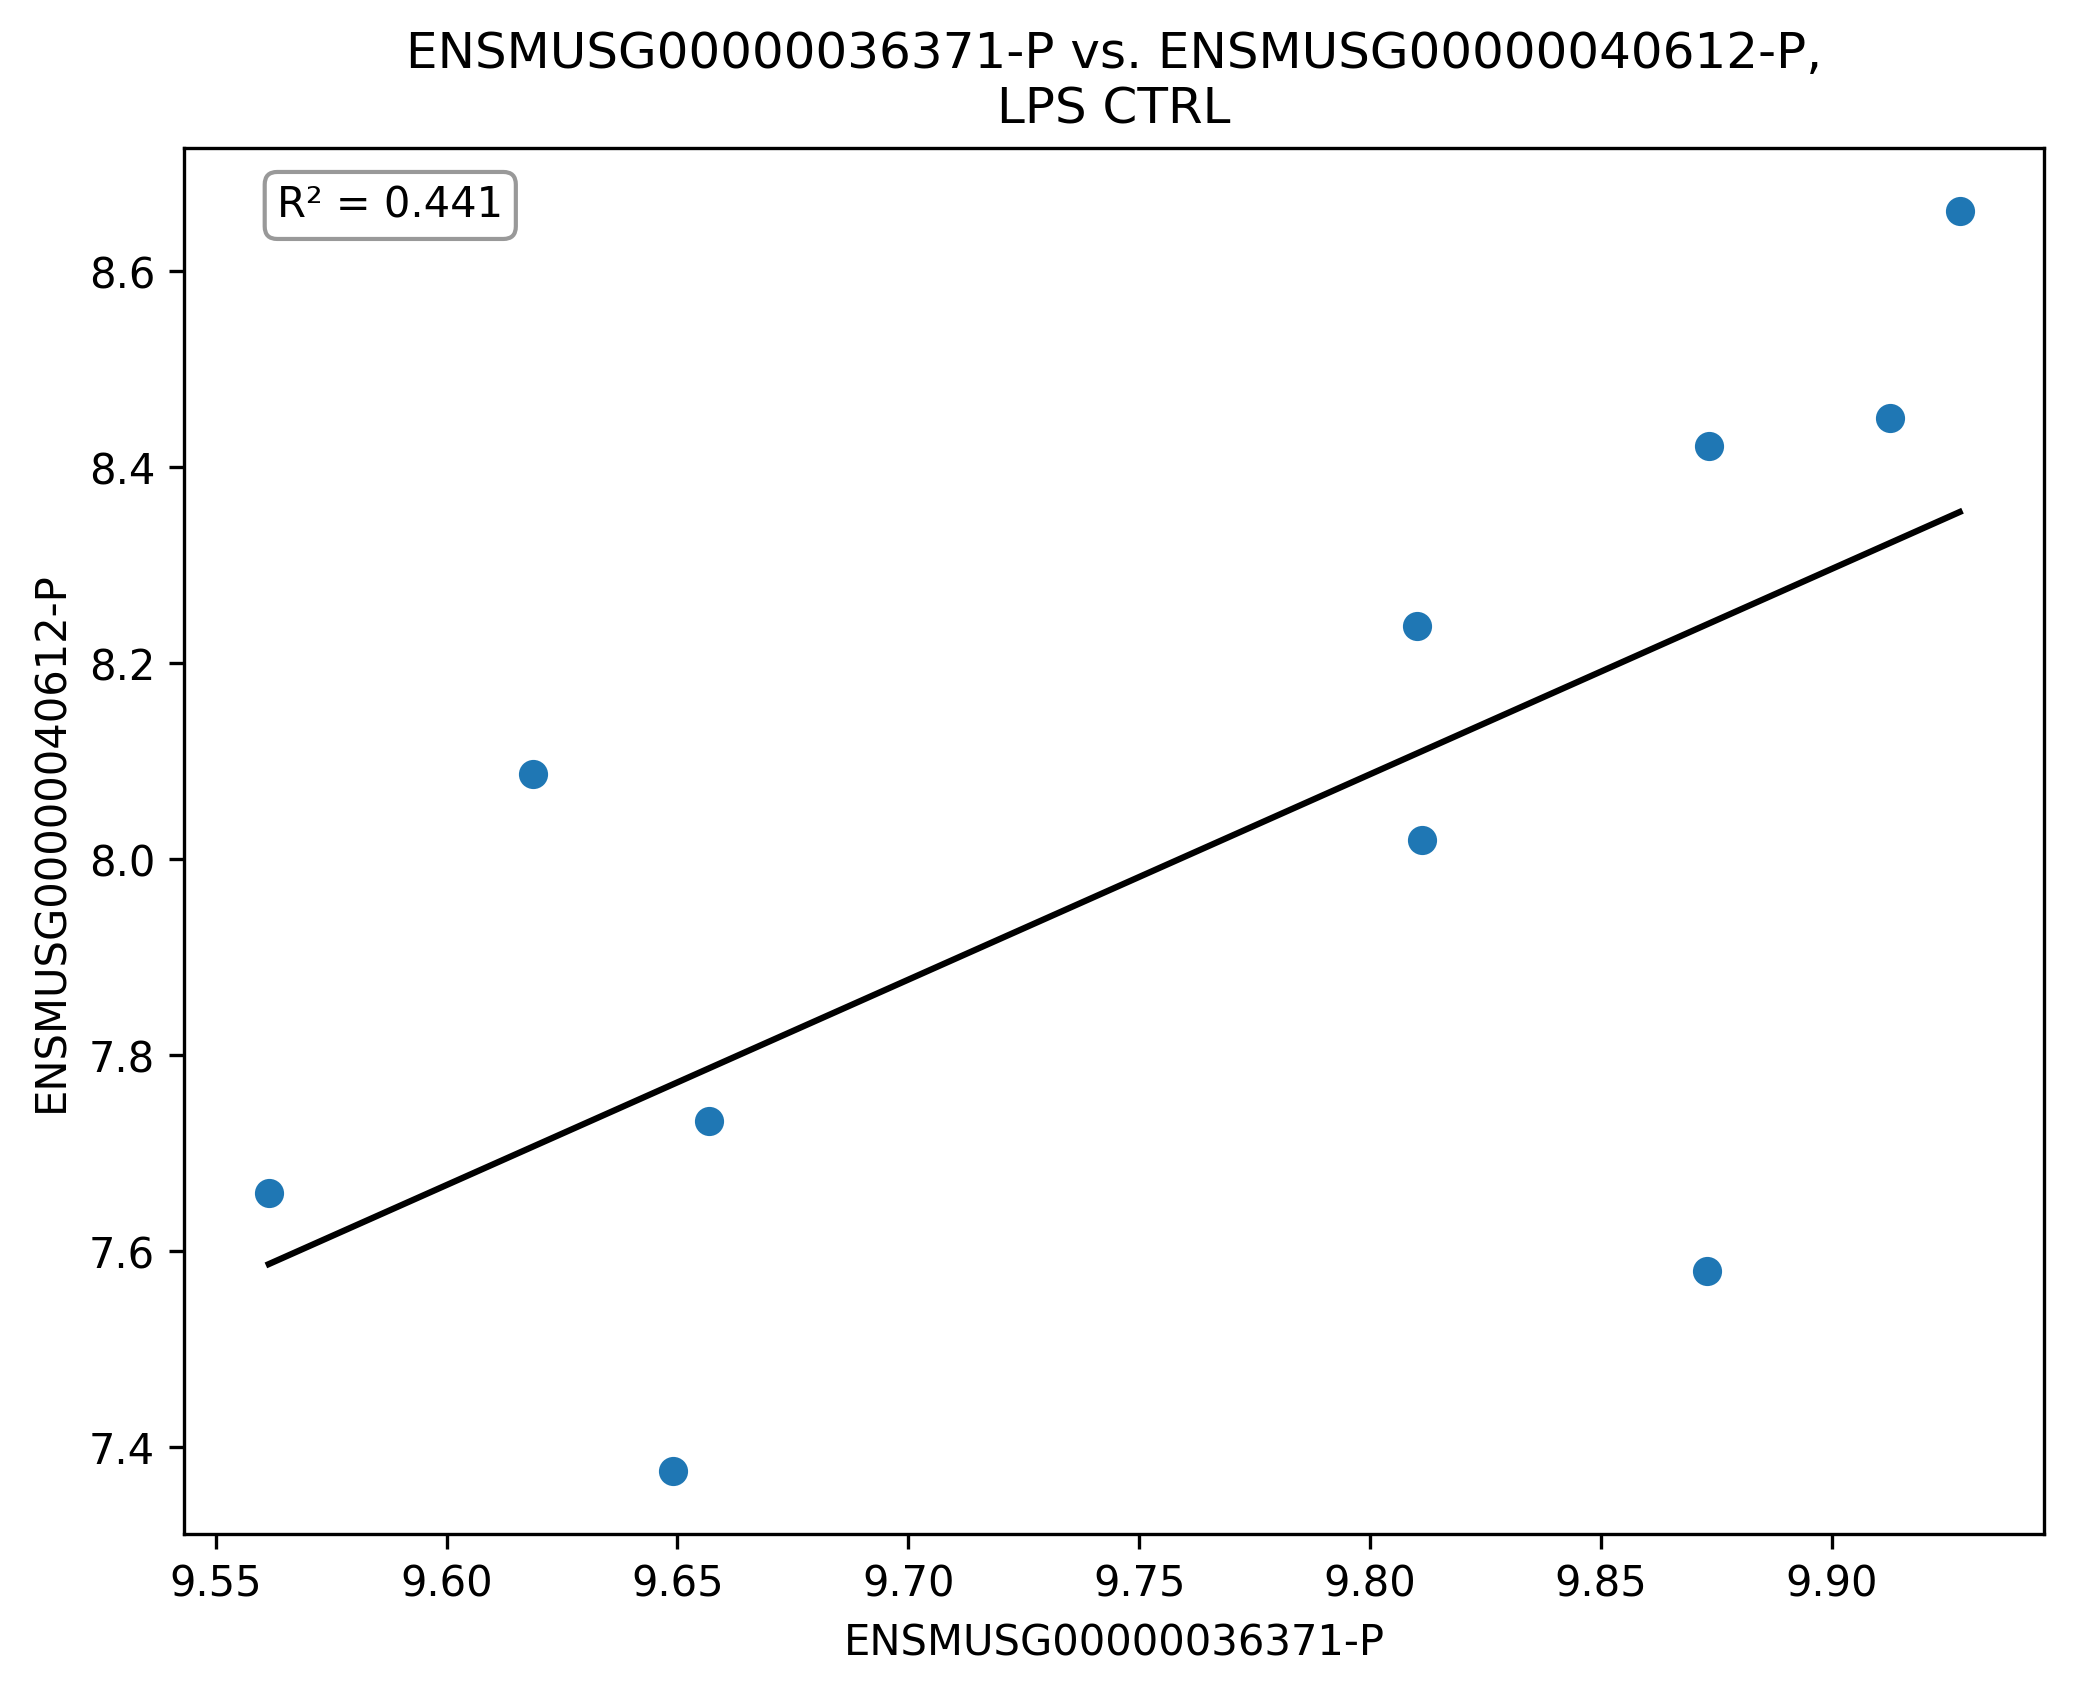 ENSMUSG00000036371-P vs. ENSMUSG00000040612-P,
LPS CTRL
R² = 0.441
8.6
8.4
8.2
8.0
7.8
7.6
7.4
ENSMUSG00000040612-P
9.55 9.60 9.65 9.70 9.75 9.80 9.85 9.90
ENSMUSG00000036371-P